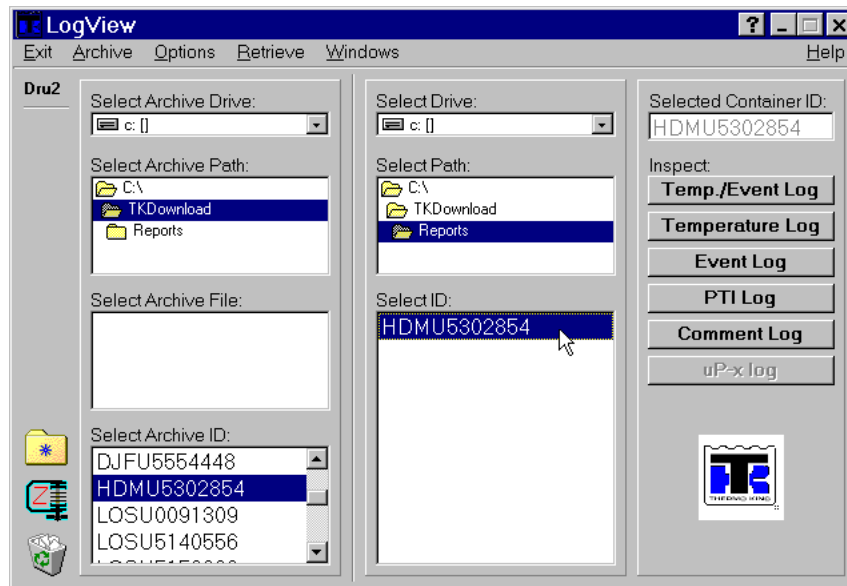 LogView
Exit Archive Options Retrieve Windows Help
Dru2
Select Archive Drive:
c: []
Select Archive Path:
C:\
TKDownload
Reports
Select Archive File:
Select Archive ID:
DJFU5554448
HDMU5302854
LOSU0091309
LOSU5140556
Select Drive:
c: []
Select Path:
C:\
TKDownload
Reports
Select ID:
HDMU5302854
Selected Container ID:
HDMU5302854
Inspect:
Temp./Event Log
Temperature Log
Event Log
PTI Log
Comment Log
uP-x log
THERMO KING